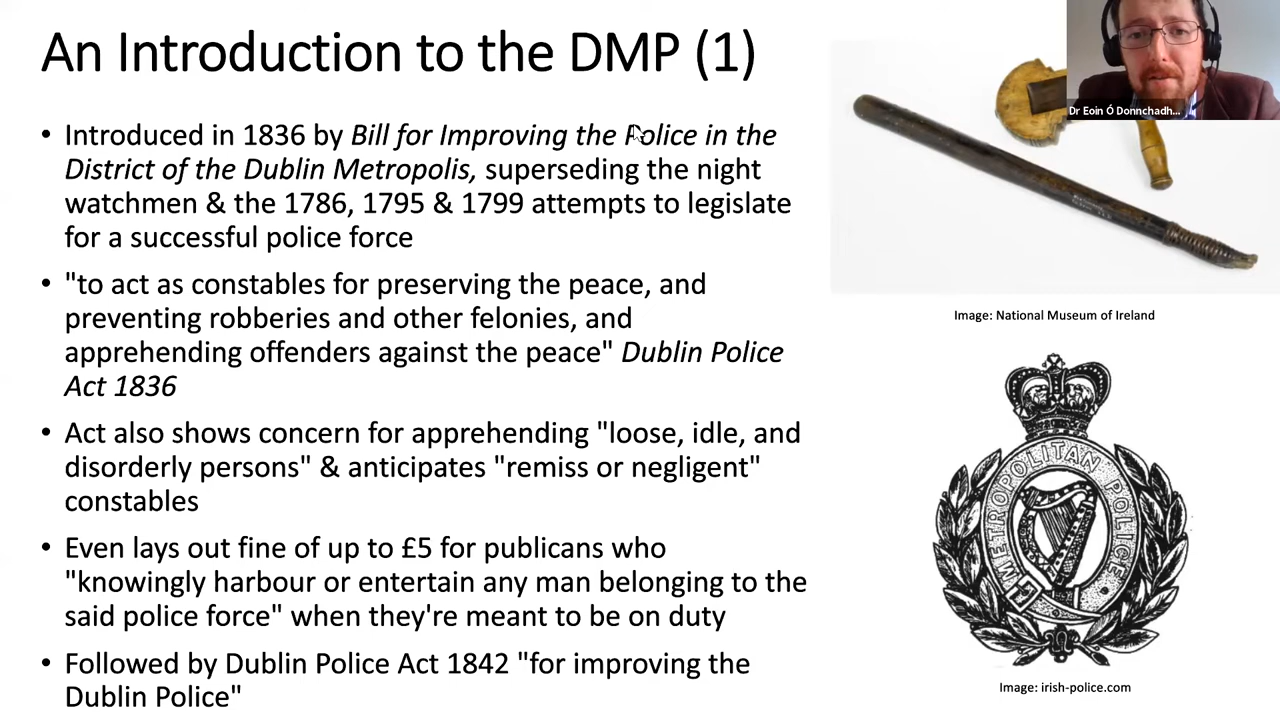 An Introduction to the DMP (1)
• Introduced in 1836 by Bill for Improving the Police in the
District of the Dublin Metropolis, superseding the night
watchmen & the 1786, 1795 & 1799 attempts to legislate
for a successful police force
• "to act as constables for preserving the peace, and
preventing robberies and other felonies, and
apprehending offenders against the peace" Dublin Police
Act 1836
• Act also shows concern for apprehending "loose, idle, and
disorderly persons" & anticipates "remiss or negligent"
constables
• Even lays out fine of up to £5 for publicans who
"knowingly harbour or entertain any man belonging to the
said police force" when they're meant to be on duty
• Followed by Dublin Police Act 1842 "for improving the
Dublin Police"
Dr Eoin Ó Donnchadh...
Image: National Museum of Ireland
METROPOLITAN POLICE
Image: irish-police.com